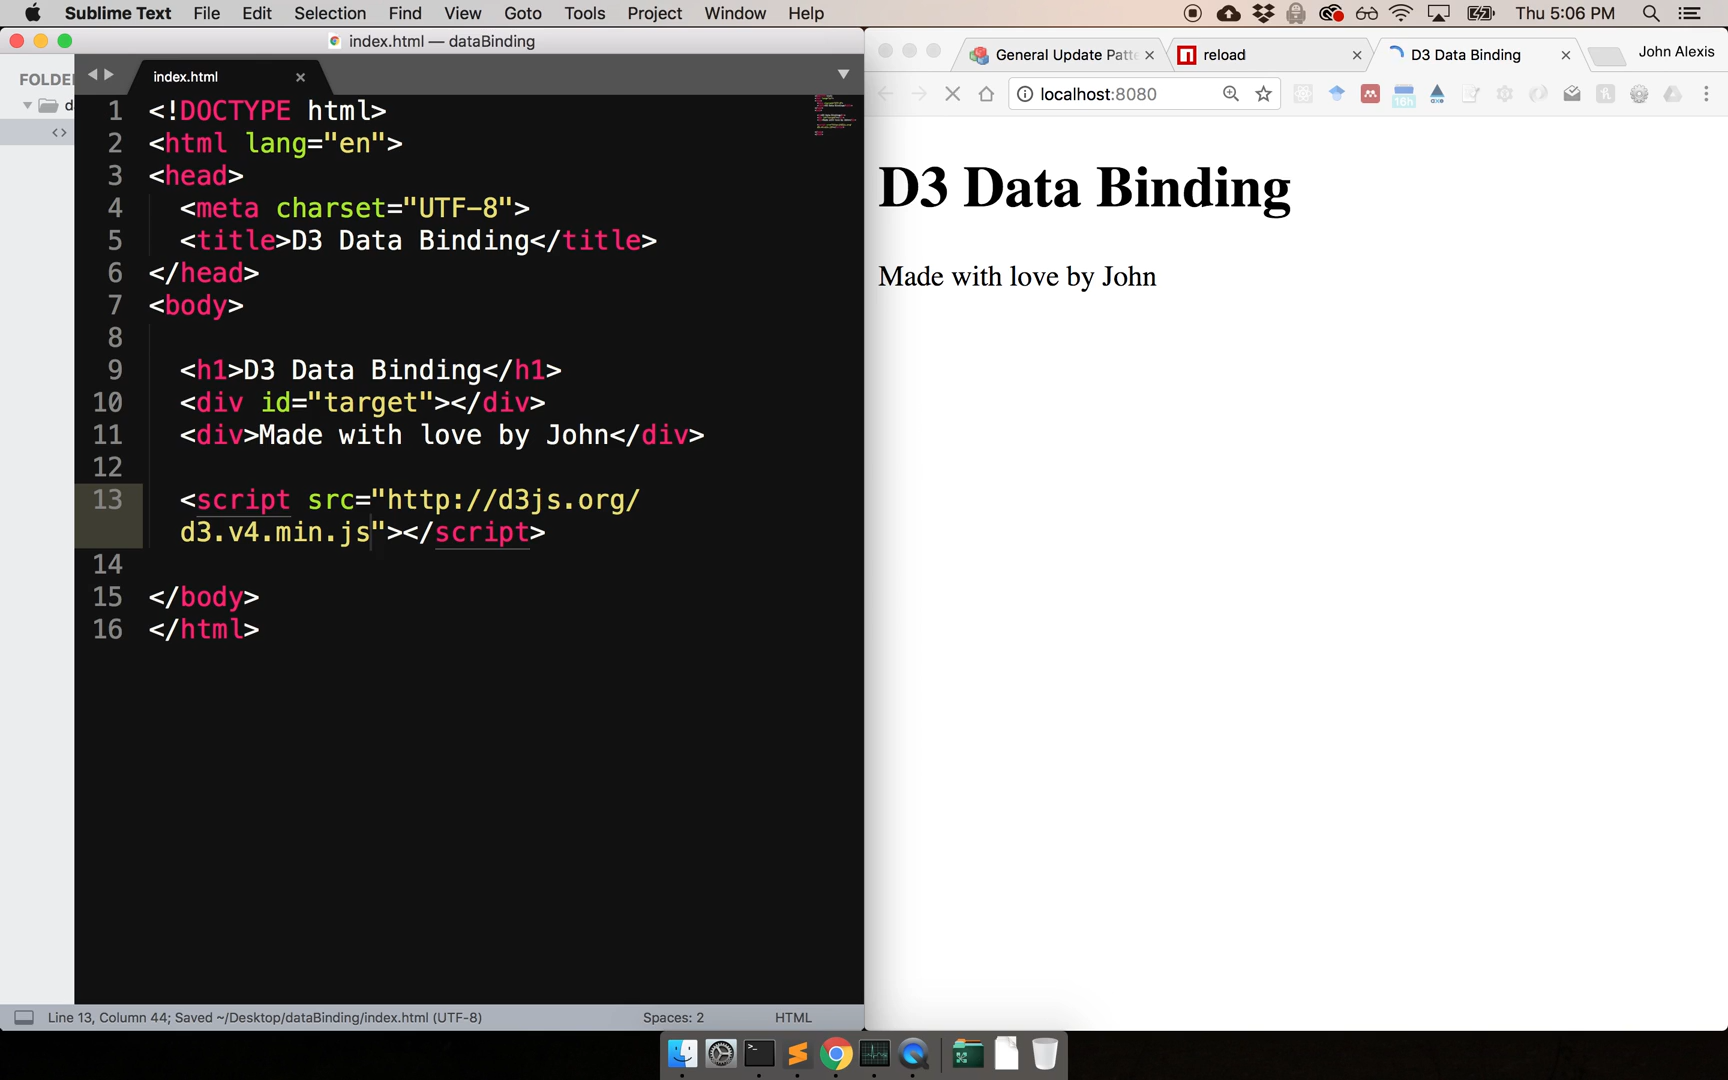 Sublime Text File Edit Selection Find View Goto Tools Project Window Help Thu 5:06 PM
index.html — dataBinding
General Update Patte
reload
D3 Data Binding
John Alexis
FOLDE
index.html
localhost:8080
16h
axe
1 <!DOCTYPE html>
2 <html lang="en">
3 <head>
4 <meta charset="UTF-8">
5 <title>D3 Data Binding</title>
6 </head>
7 <body>
8
9 <h1>D3 Data Binding</h1>
10 <div id="target"></div>
11 <div>Made with love by John</div>
12
13 <script src="http://d3js.org/
d3.v4.min.js"></script>
14
15 </body>
16 </html>
D3 Data Binding
Made with love by John
Line 13, Column 44; Saved ~/Desktop/dataBinding/index.html (UTF-8) Spaces: 2 HTML